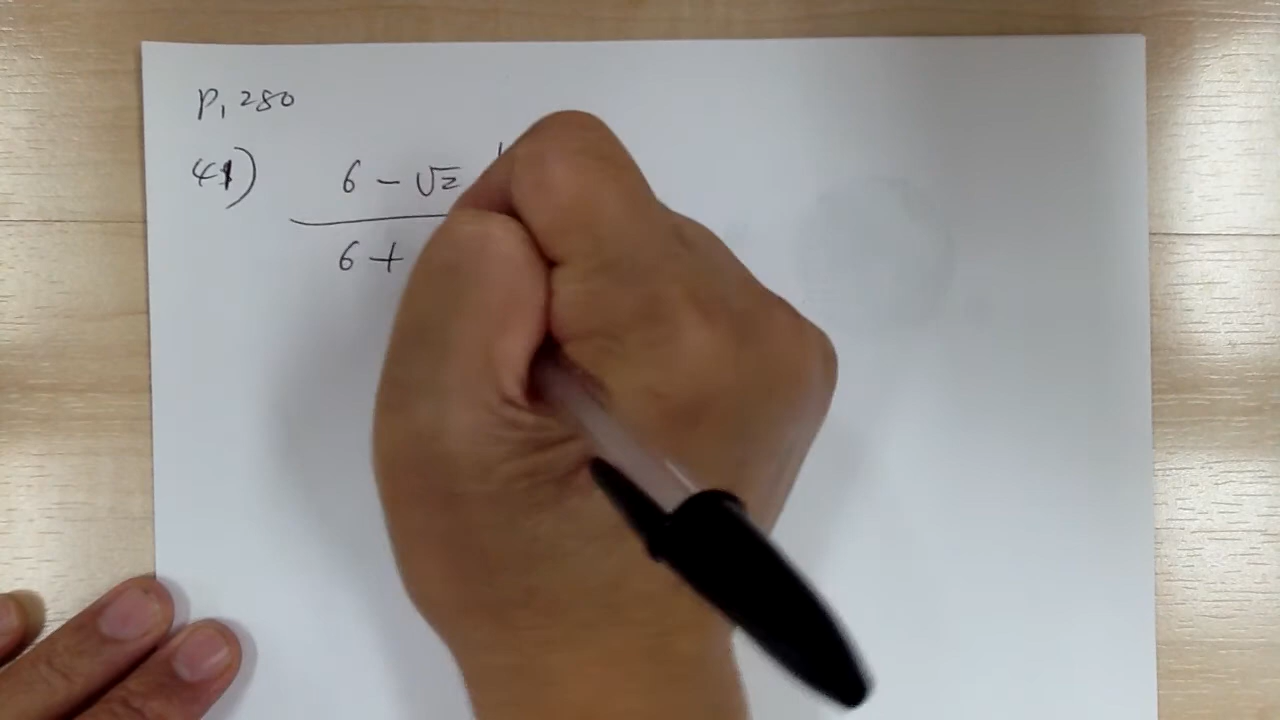 P, 280
41) 6 - √2
6 +